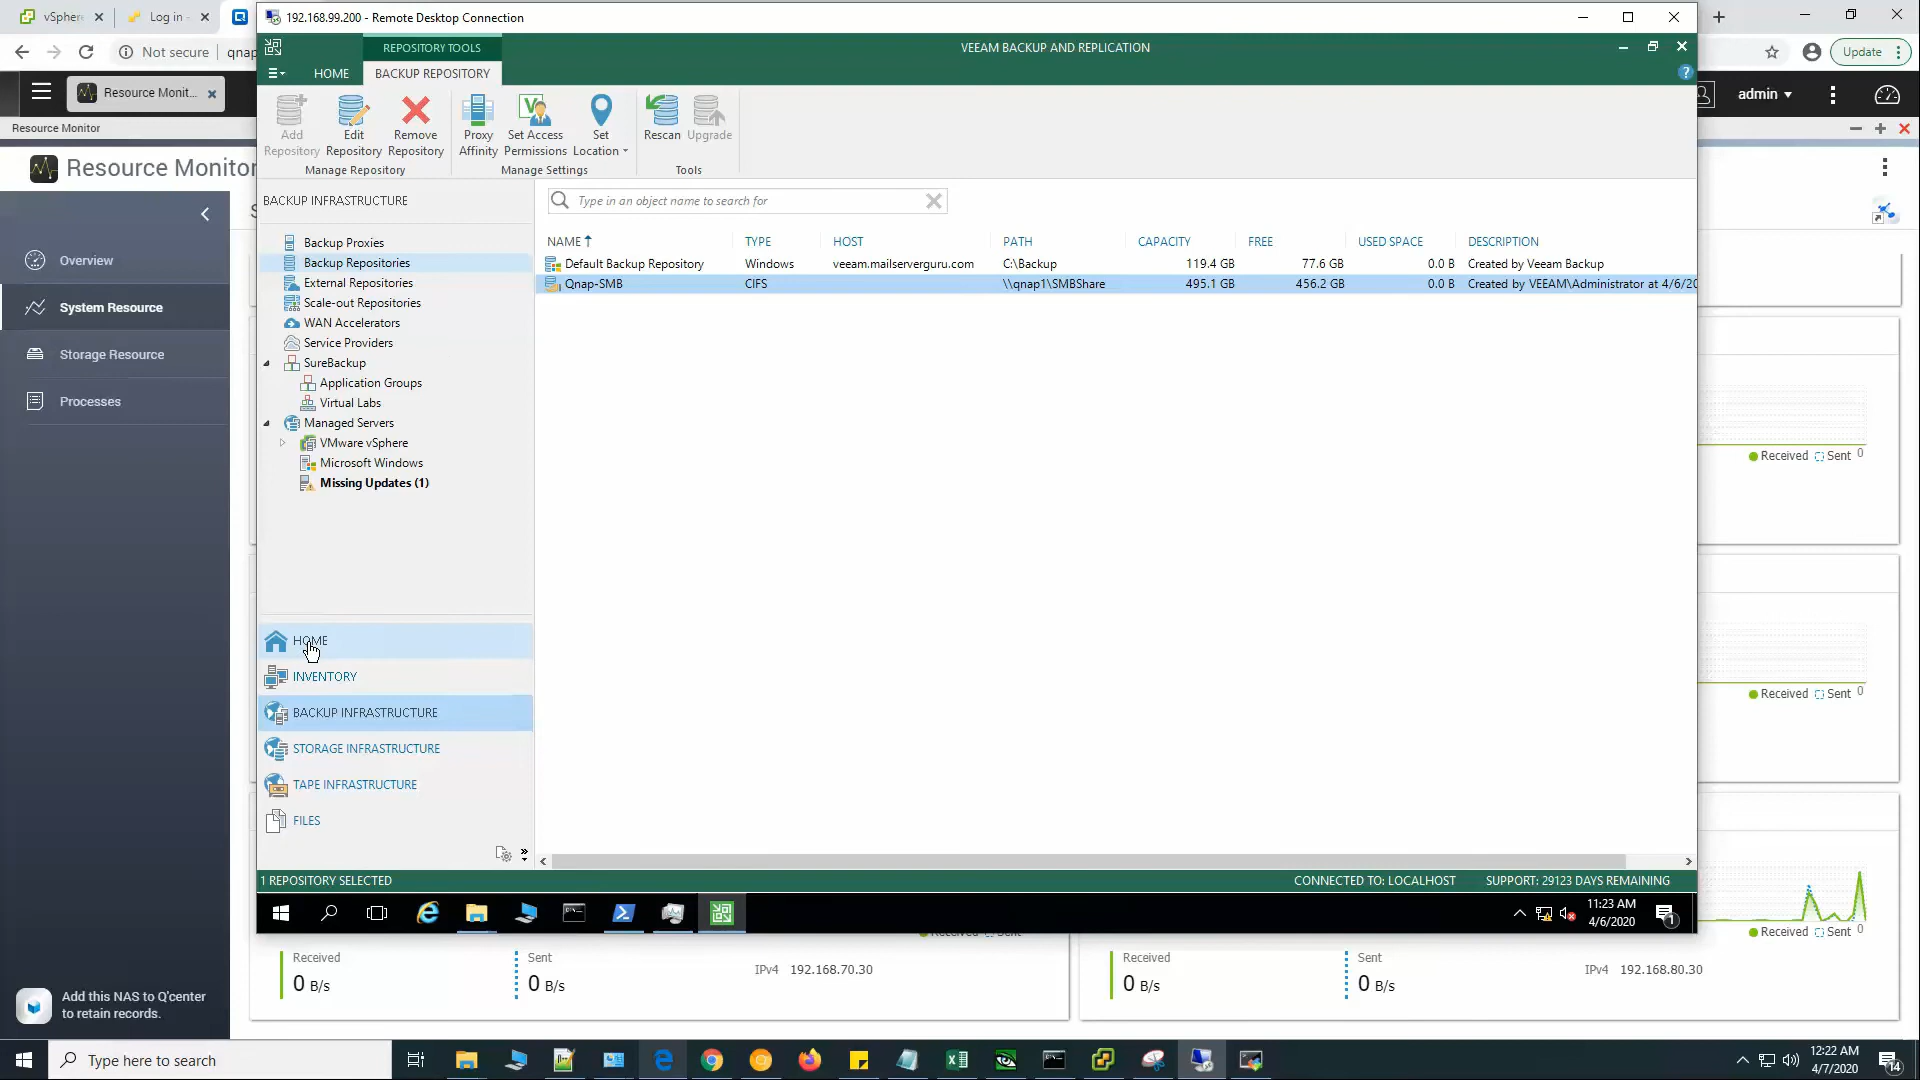 vSphere
Log in -
192.168.99.200 - Remote Desktop Connection
Not secure
qnap
Update
REPOSITORY TOOLS
VEEAM BACKUP AND REPLICATION
HOME
BACKUP REPOSITORY
Resource Monit...
admin
Resource Monitor
Add Repository
Edit Repository
Remove Repository
Proxy Affinity
Set Access Permissions
Set Location
Rescan
Upgrade
Manage Repository
Manage Settings
Tools
Resource Monitor
Overview
System Resource
Storage Resource
Processes
BACKUP INFRASTRUCTURE
Type in an object name to search for
Backup Proxies
Backup Repositories
External Repositories
Scale-out Repositories
WAN Accelerators
Service Providers
SureBackup
Application Groups
Virtual Labs
Managed Servers
VMware vSphere
Microsoft Windows
Missing Updates (1)
NAME TYPE HOST PATH CAPACITY FREE USED SPACE DESCRIPTION
Default Backup Repository Windows veeam.mailserverguru.com C:\Backup 119.4 GB 77.6 GB 0.0 B Created by Veeam Backup
Qnap-SMB CIFS \\qnap1\SMBShare 495.1 GB 456.2 GB 0.0 B Created by VEEAM\Administrator at 4/6/20
HOME
INVENTORY
BACKUP INFRASTRUCTURE
STORAGE INFRASTRUCTURE
TAPE INFRASTRUCTURE
FILES
1 REPOSITORY SELECTED
CONNECTED TO: LOCALHOST
SUPPORT: 29123 DAYS REMAINING
11:23 AM
4/6/2020
1
Received Sent 0
Received Sent 0
Received Sent 0
Received Sent
0 B/s 0 B/s
IPv4 192.168.70.30
Received Sent
0 B/s 0 B/s
IPv4 192.168.80.30
Add this NAS to Q'center
to retain records.
Type here to search
12:22 AM
4/7/2020
14